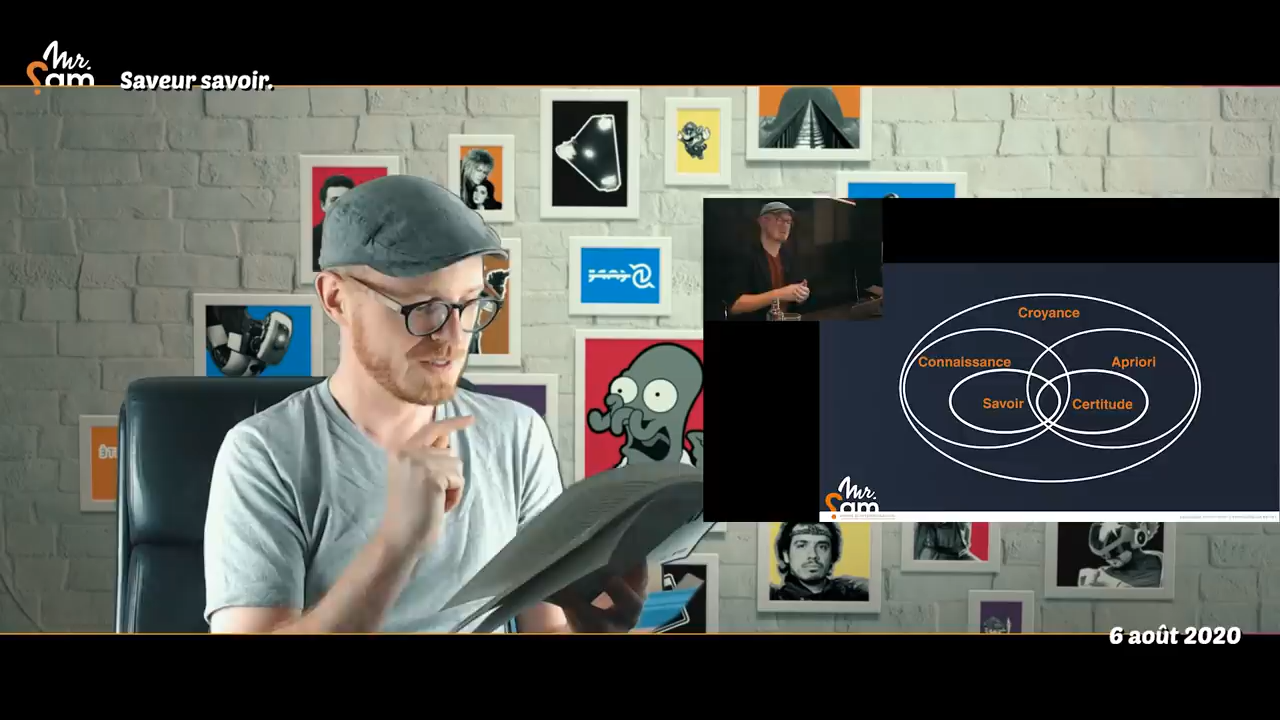 Mr.
Sam
Saveur savoir.
Croyance
Connaissance
Apriori
Savoir
Certitude
Mr.
Sam
6 août 2020